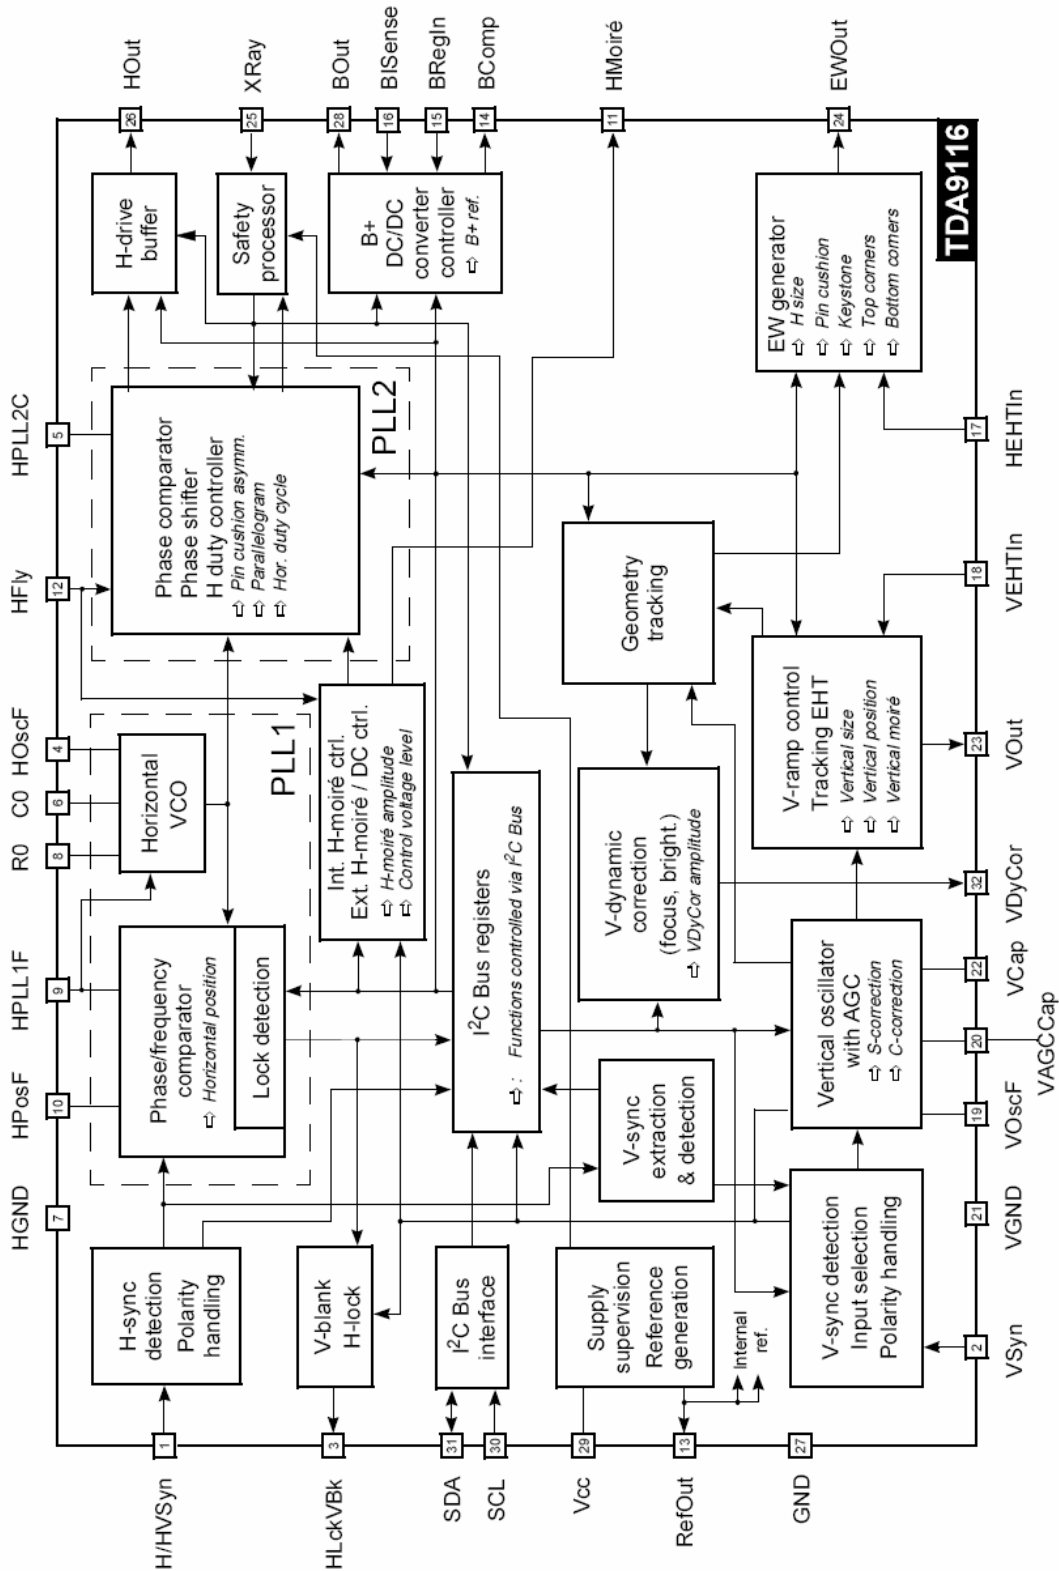 HGND
HPosF
HPLL1F
R0
C0
HOscF
HFly
HPLL2C
7
10
9
8
6
4
12
5
H/HVSyn
1
H-sync
detection
Polarity
handling
Phase/frequency
comparator
⇨ Horizontal position
Lock detection
Horizontal
VCO
PLL1
Phase comparator
Phase shifter
H duty controller
⇨ Pin cushion asymm.
⇨ Parallelogram
⇨ Hor. duty cycle
PLL2
H-drive
buffer
26
HOut
Safety
processor
25
XRay
HLckVBk
3
V-blank
H-lock
Int. H-moiré ctrl.
Ext. H-moiré / DC ctrl.
⇨ H-moiré amplitude
⇨ Control voltage level
B+
DC/DC
converter
controller
⇨ B+ ref.
28
BOut
16
BISense
15
BRegIn
14
BComp
SDA
31
SCL
30
I²C Bus
interface
I²C Bus registers
⇨ : Functions controlled via I²C Bus
11
HMoiré
Vcc
29
RefOut
13
Supply
supervision
Reference
generation
Internal
ref.
V-sync
extraction
& detection
V-dynamic
correction
(focus, bright.)
⇨ VDyCor amplitude
Geometry
tracking
GND
27
V-sync detection
Input selection
Polarity handling
Vertical oscillator
with AGC
⇨ S-correction
⇨ C-correction
V-ramp control
Tracking EHT
⇨ Vertical size
⇨ Vertical position
⇨ Vertical moiré
EW generator
⇨ H size
⇨ Pin cushion
⇨ Keystone
⇨ Top corners
⇨ Bottom corners
24
EWOut
TDA9116
2
21
19
20
22
32
23
18
17
VSyn
VGND
VOscF
VAGCCap
VCap
VDyCor
VOut
VEHTIn
HEHTIn